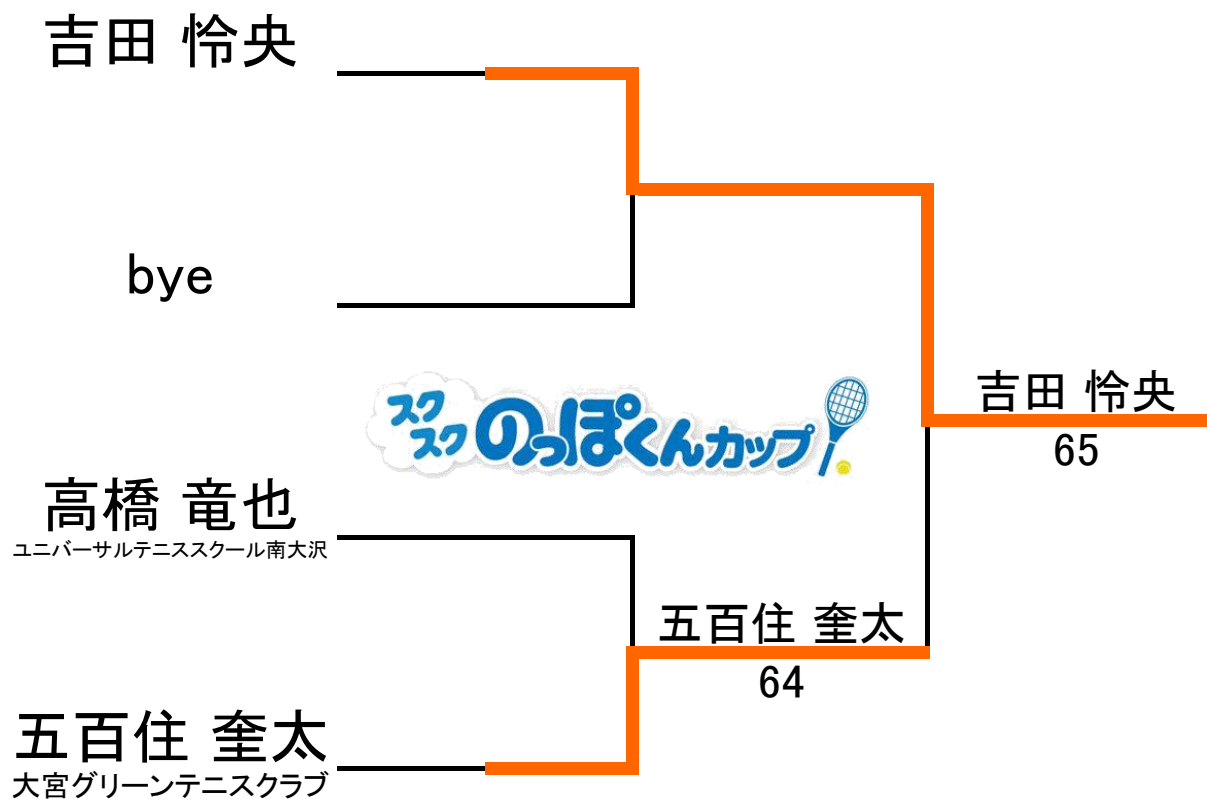 吉田 怜央
bye
スク
スク のっぽくんカップ
吉田 怜央
65
高橋 竜也
ユニバーサルテニススクール南大沢
五百住 奎太
64
五百住 奎太
大宮グリーンテニスクラブ